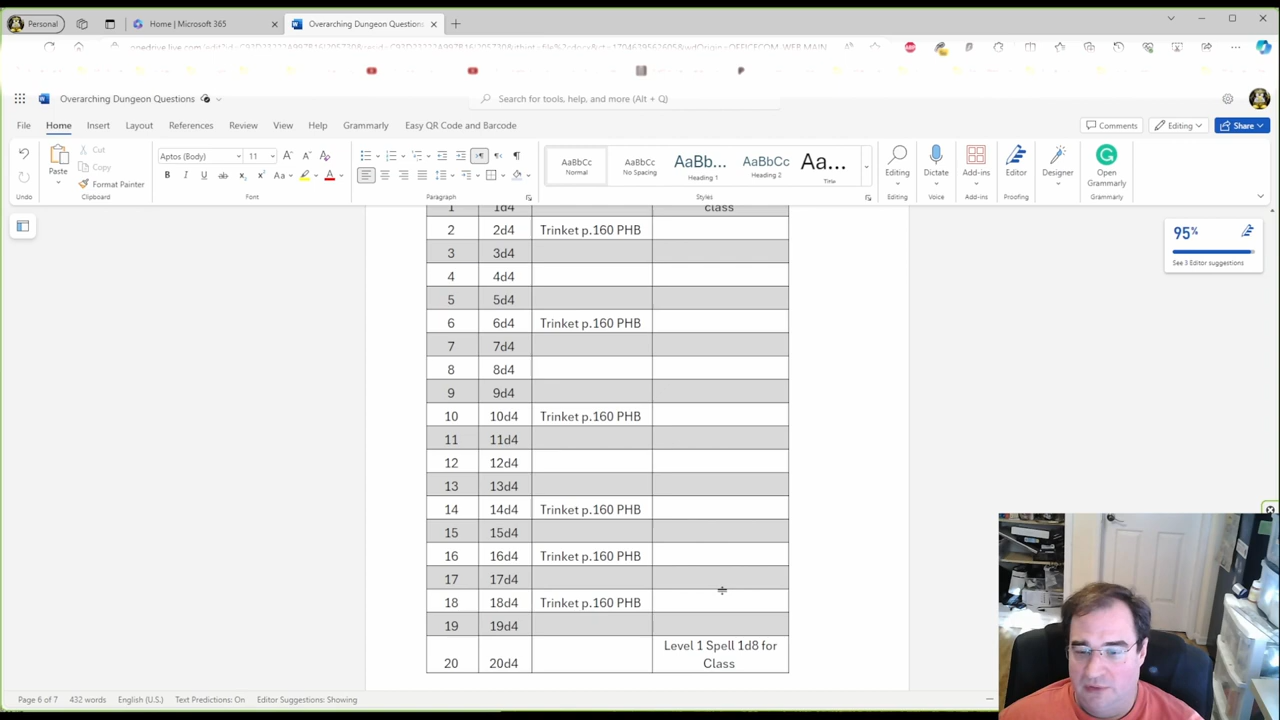 Personal
Home | Microsoft 365
Overarching Dungeon Questions
Overarching Dungeon Questions
Search for tools, help, and more (Alt + Q)
File Home Insert Layout References Review View Help Grammarly Easy QR Code and Barcode
Comments Editing Share
Paste Cut Copy Format Painter
Aptos (Body) 11
AaBbCc Normal
AaBbCc No Spacing
AaBb... Heading 1
AaBbCc Heading 2
Aa... Title
Editing Dictate Add-ins Editor Designer Open Grammarly
Undo Clipboard Font Paragraph Styles Editing Voice Add-ins Proofing Grammarly
95%
See 3 Editor suggestions
1 1d4 class
2 2d4 Trinket p.160 PHB
3 3d4
4 4d4
5 5d4
6 6d4 Trinket p.160 PHB
7 7d4
8 8d4
9 9d4
10 10d4 Trinket p.160 PHB
11 11d4
12 12d4
13 13d4
14 14d4 Trinket p.160 PHB
15 15d4
16 16d4 Trinket p.160 PHB
17 17d4
18 18d4 Trinket p.160 PHB
19 19d4
20 20d4 Level 1 Spell 1d8 for
Class
Page 6 of 7 432 words English (U.S.) Text Predictions: On Editor Suggestions: Showing